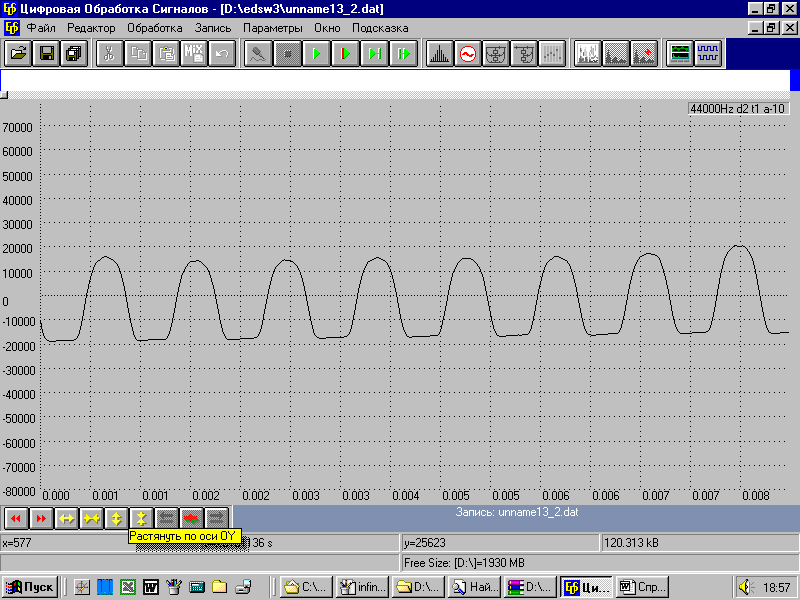 Цифровая Обработка Сигналов - [D:\edsw3\unname13_2.dat]
Файл Редактор Обработка Запись Параметры Окно Подсказка
MiX
44000Hz d2 t1 a-10
70000
60000
50000
40000
30000
20000
10000
0
-10000
-20000
-30000
-40000
-50000
-60000
-70000
-80000
0.000 0.001 0.001 0.002 0.002 0.003 0.003 0.004 0.005 0.005 0.006 0.006 0.007 0.007 0.008
Запись: unname13_2.dat
Растянуть по оси OY
x=577 136 s y=25623 120.313 kB
Free Size: [D:\]=1930 MB
Пуск C:\... infin... D:\... Най... D:\... Ци... Спр... 18:57